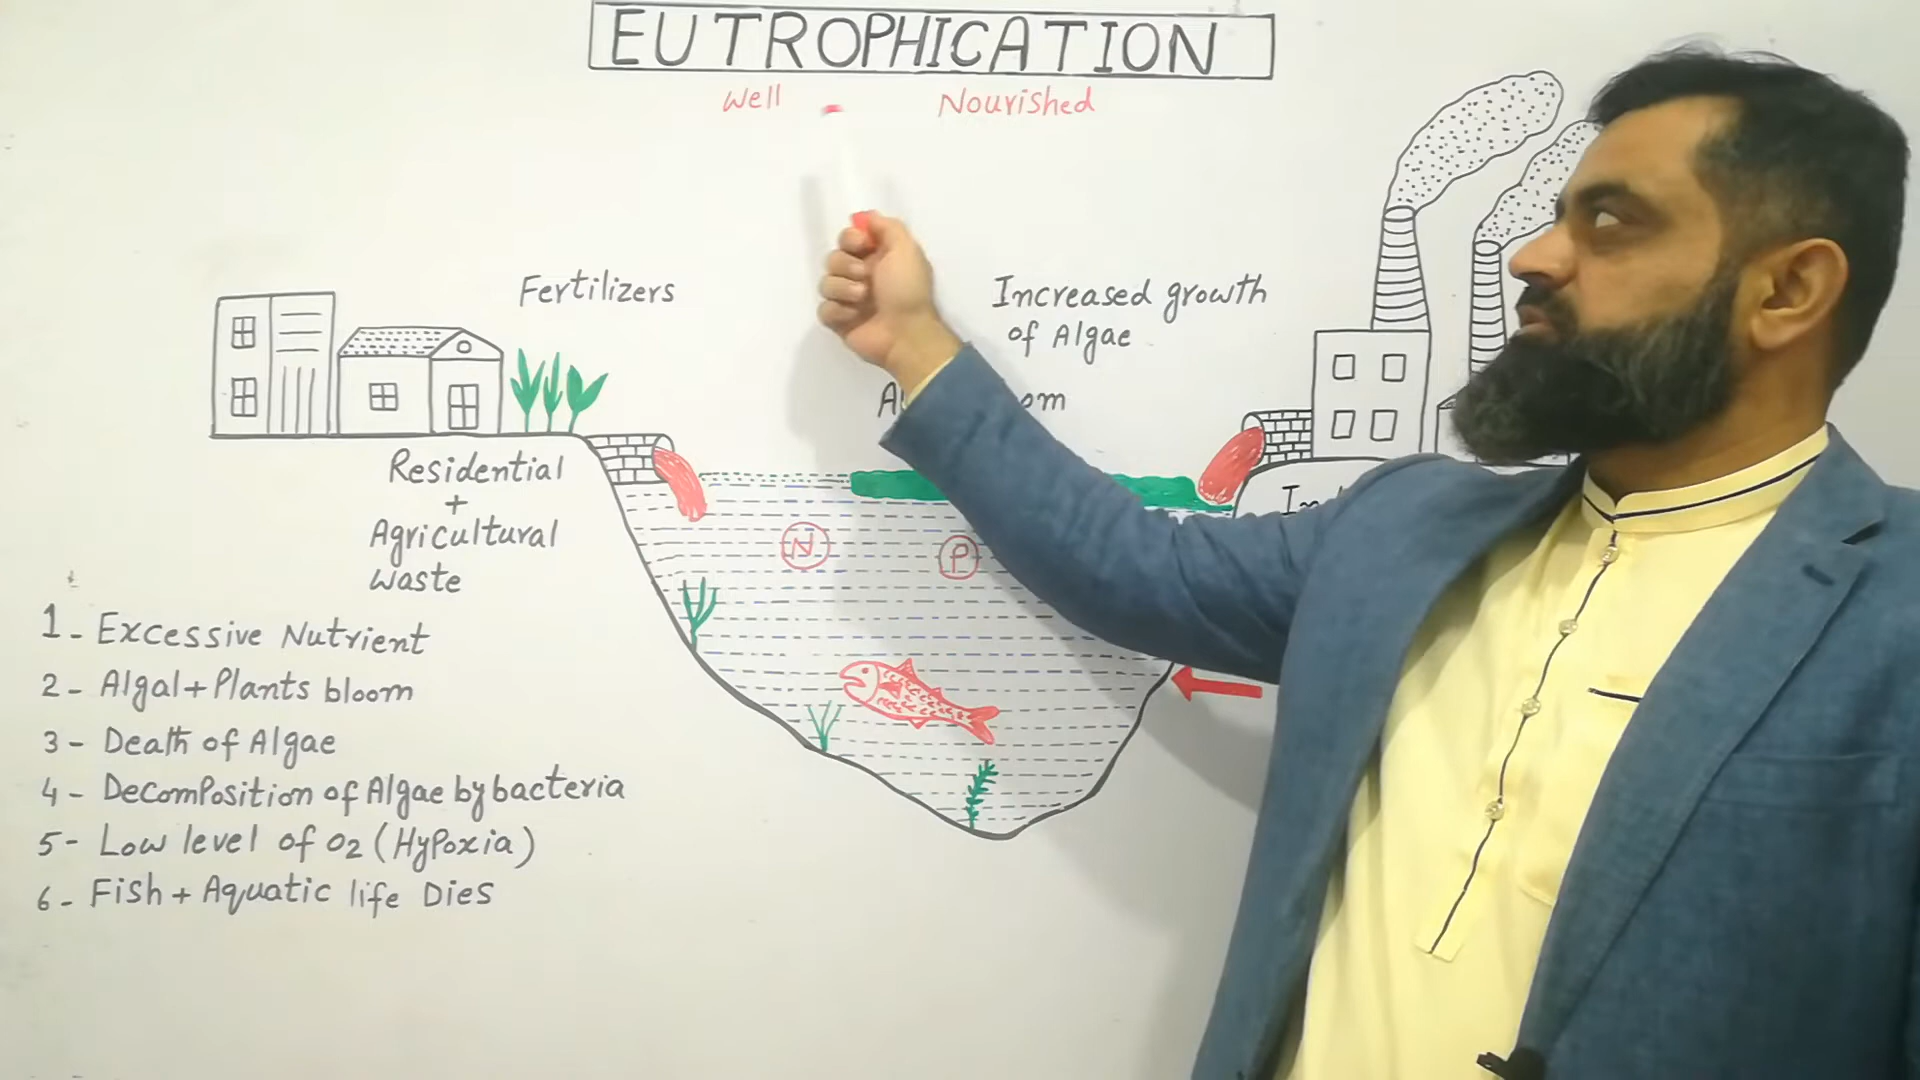 EUTROPHICATION
Well Nourished
Fertilizers
Increased growth
of Algae
Residential
+
Agricultural
waste
N
P
1- Excessive Nutrient
2- Algal + Plants bloom
3- Death of Algae
4- Decomposition of Algae by bacteria
5- Low level of O2 (Hypoxia)
6- Fish + Aquatic life Dies